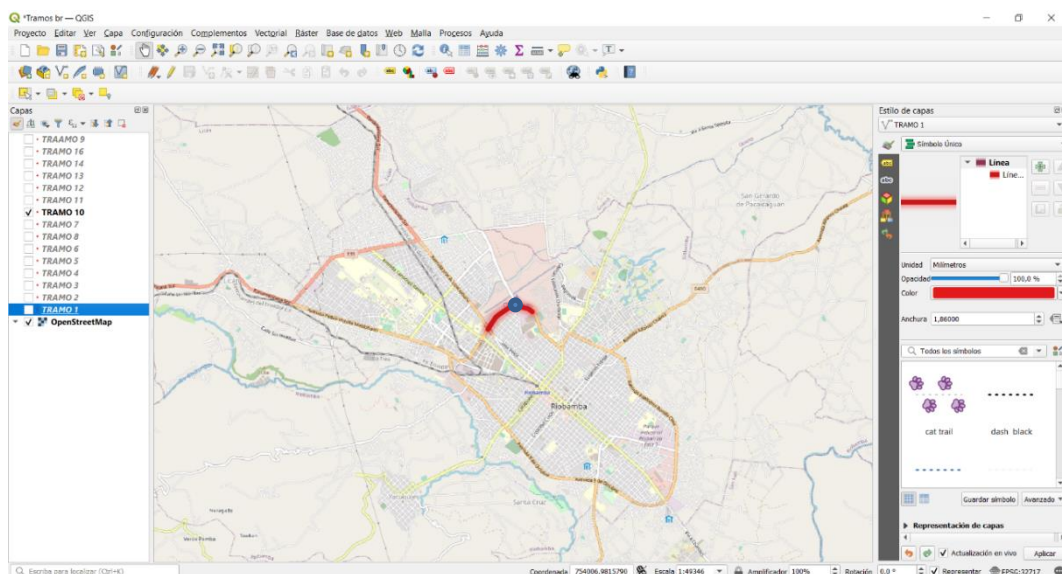 *Tramos br — QGIS
Proyecto Editar Ver Capa Configuración Complementos Vectorial Ráster Base de datos Web Malla Procesos Ayuda
Capas
TRAAMO 9
TRAMO 16
TRAMO 14
TRAMO 13
TRAMO 12
TRAMO 11
TRAMO 10
TRAMO 7
TRAMO 8
TRAMO 6
TRAMO 5
TRAMO 4
TRAMO 3
TRAMO 2
TRAMO 1
OpenStreetMap
San Gerardo
de Pacaicaguan
Licán
Riobamba
Riobamba
Santa Cruz
Estilo de capas
TRAMO 1
Símbolo Único
Línea
Líne...
Unidad Milímetros
Opacidad 100,0 %
Color
Anchura 1,86000
Todos los símbolos
cat trail
dash black
Guardar símbolo Avanzado
Representación de capas
Actualización en vivo Aplicar
Escriba para localizar (Ctrl+K)
Coordenada 754006.9815790 Escala 1:49346 Amplificador 100% Rotación 0,0 ° Representar EPSG:32717